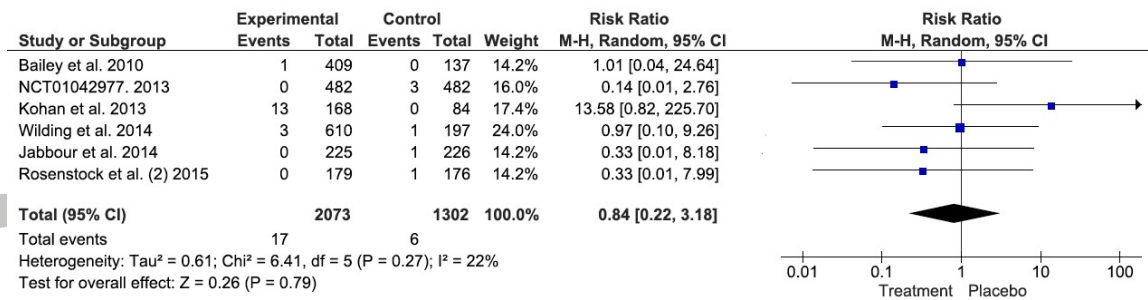 Experimental Control Risk Ratio Risk Ratio
Study or Subgroup Events Total Events Total Weight M-H, Random, 95% CI M-H, Random, 95% CI
Bailey et al. 2010 1 409 0 137 14.2% 1.01 [0.04, 24.64]
NCT01042977. 2013 0 482 3 482 16.0% 0.14 [0.01, 2.76]
Kohan et al. 2013 13 168 0 84 17.4% 13.58 [0.82, 225.70]
Wilding et al. 2014 3 610 1 197 24.0% 0.97 [0.10, 9.26]
Jabbour et al. 2014 0 225 1 226 14.2% 0.33 [0.01, 8.18]
Rosenstock et al. (2) 2015 0 179 1 176 14.2% 0.33 [0.01, 7.99]
Total (95% CI) 2073 1302 100.0% 0.84 [0.22, 3.18]
Total events 17 6
Heterogeneity: Tau² = 0.61; Chi² = 6.41, df = 5 (P = 0.27); I² = 22%
Test for overall effect: Z = 0.26 (P = 0.79)
0.01 0.1 1 10 100
Treatment Placebo